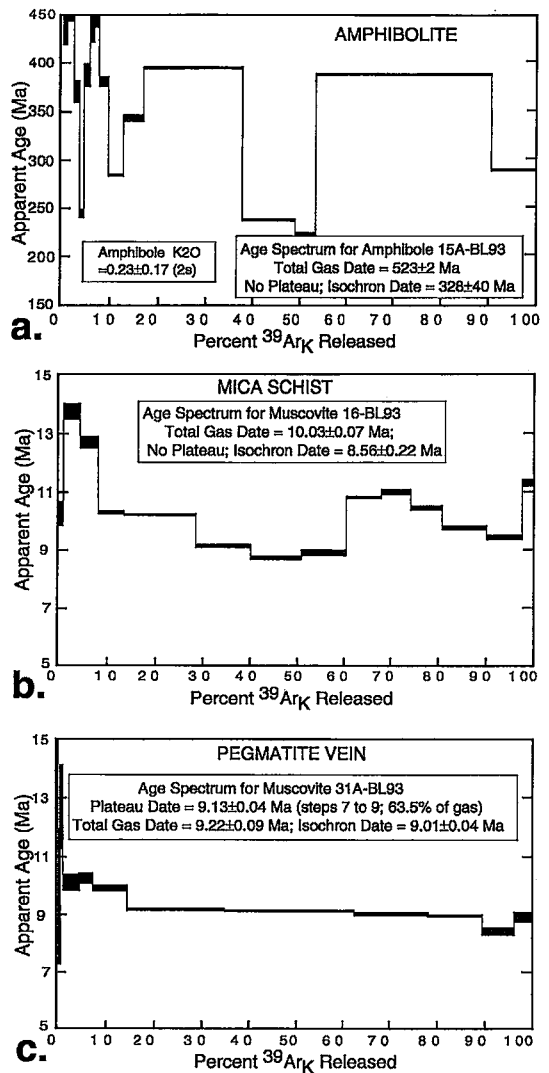 450
400
350
300
250
200
150
Apparent Age (Ma)
AMPHIBOLITE
Amphibole K2O
=0.23±0.17 (2s)
Age Spectrum for Amphibole 15A-BL93
Total Gas Date = 523±2 Ma
No Plateau; Isochron Date = 328±40 Ma
0 10 20 30 40 50 60 70 80 90 100
a.
Percent 39ArK Released
15
13
11
9
7
5
Apparent Age (Ma)
MICA SCHIST
Age Spectrum for Muscovite 16-BL93
Total Gas Date = 10.03±0.07 Ma;
No Plateau; Isochron Date = 8.56±0.22 Ma
0 10 20 30 40 50 60 70 80 90 100
b.
Percent 39ArK Released
15
13
11
9
7
5
Apparent Age (Ma)
PEGMATITE VEIN
Age Spectrum for Muscovite 31A-BL93
Plateau Date = 9.13±0.04 Ma (steps 7 to 9; 63.5% of gas)
Total Gas Date = 9.22±0.09 Ma; Isochron Date = 9.01±0.04 Ma
0 10 20 30 40 50 60 70 80 90 100
c.
Percent 39ArK Released